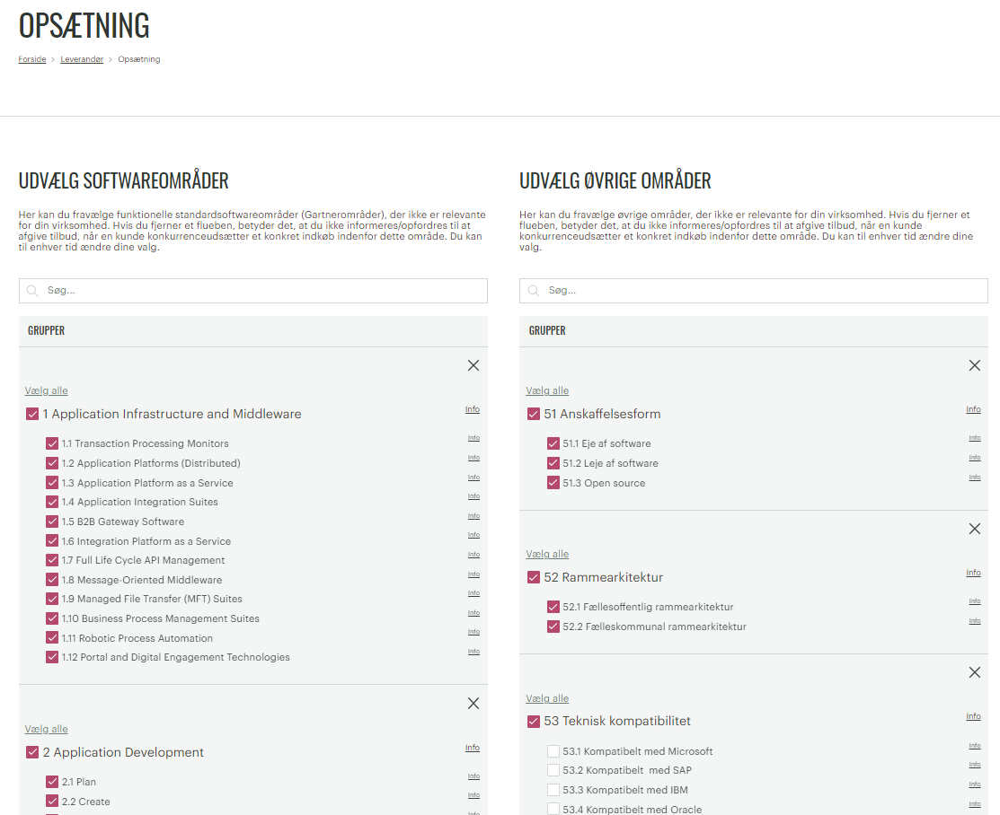 OPSÆTNING
Forside > Leverandør > Opsætning
UDVÆLG SOFTWAREOMRÅDER
Her kan du fravælge funktionelle standardsoftwareområder (Gartnerområder), der ikke er relevante
for din virksomhed. Hvis du fjerner et flueben, betyder det, at du ikke informeres/opfordres til at
afgive tilbud, når en kunde konkurrenceudsætter et konkret indkøb indenfor dette område. Du kan
til enhver tid ændre dine valg.
Søg...
GRUPPER
Vælg alle
1 Application Infrastructure and Middleware Info
1.1 Transaction Processing Monitors Info
1.2 Application Platforms (Distributed) Info
1.3 Application Platform as a Service Info
1.4 Application Integration Suites Info
1.5 B2B Gateway Software Info
1.6 Integration Platform as a Service Info
1.7 Full Life Cycle API Management Info
1.8 Message-Oriented Middleware Info
1.9 Managed File Transfer (MFT) Suites Info
1.10 Business Process Management Suites Info
1.11 Robotic Process Automation Info
1.12 Portal and Digital Engagement Technologies Info
Vælg alle
2 Application Development Info
2.1 Plan Info
2.2 Create Info
UDVÆLG ØVRIGE OMRÅDER
Her kan du fravælge øvrige områder, der ikke er relevante for din virksomhed. Hvis du fjerner et
flueben, betyder det, at du ikke informeres/opfordres til at afgive tilbud, når en kunde
konkurrenceudsætter et konkret indkøb indenfor dette område. Du kan til enhver tid ændre dine
valg.
Søg...
GRUPPER
Vælg alle
51 Anskaffelsesform Info
51.1 Eje af software Info
51.2 Leje af software Info
51.3 Open source Info
Vælg alle
52 Rammearkitektur Info
52.1 Fællesoffentlig rammearkitektur Info
52.2 Fælleskommunal rammearkitektur Info
Vælg alle
53 Teknisk kompatibilitet Info
53.1 Kompatibelt med Microsoft Info
53.2 Kompatibelt  med SAP Info
53.3 Kompatibelt med IBM Info
53.4 Kompatibelt med Oracle Info